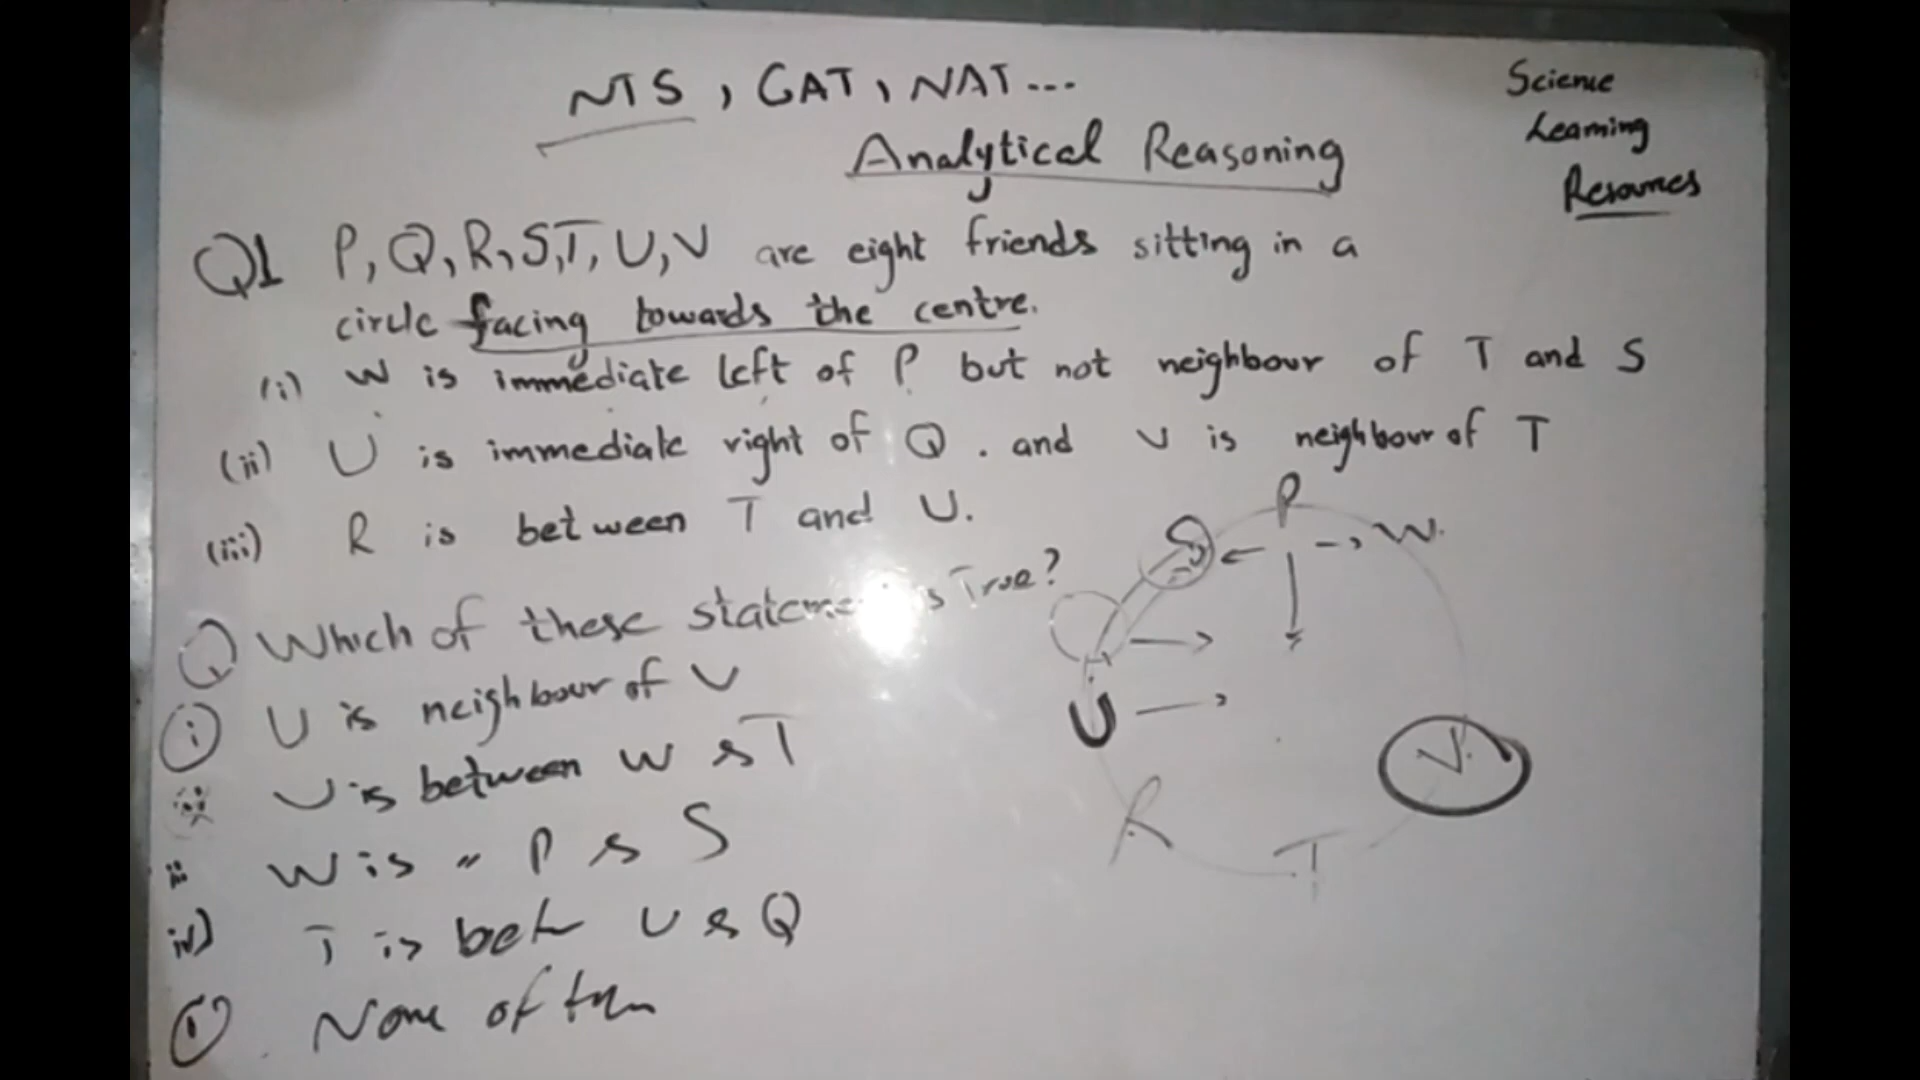 NTS, GAT, NAT...
Analytical Reasoning
Science
Learning
Resources
Q1 P, Q, R, S, T, U, V are eight friends sitting in a
circle facing towards the centre.
(i) W is immediate left of P but not neighbour of T and S
(ii) U is immediate right of Q. and V is neighbour of T
(iii) R is between T and U.
Q Which of these is True?
i U is neighbour of V
is between W & T
W is " P & S
iv) T is bet U & Q
None of
P
S
W
U
V
R
T